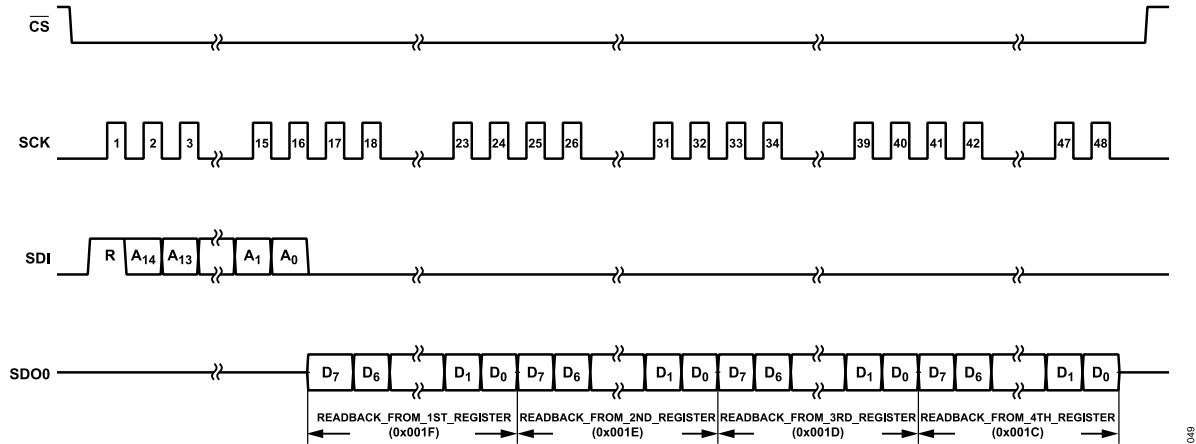 CS
SCK
1 2 3 15 16 17 18 23 24 25 26 31 32 33 34 39 40 41 42 47 48
SDI
R A14 A13 A1 A0
SDO0
D7 D6 D1 D0 D7 D6 D1 D0 D7 D6 D1 D0 D7 D6 D1 D0
READBACK_FROM_1ST_REGISTER READBACK_FROM_2ND_REGISTER READBACK_FROM_3RD_REGISTER READBACK_FROM_4TH_REGISTER
(0x001F) (0x001E) (0x001D) (0x001C)
049